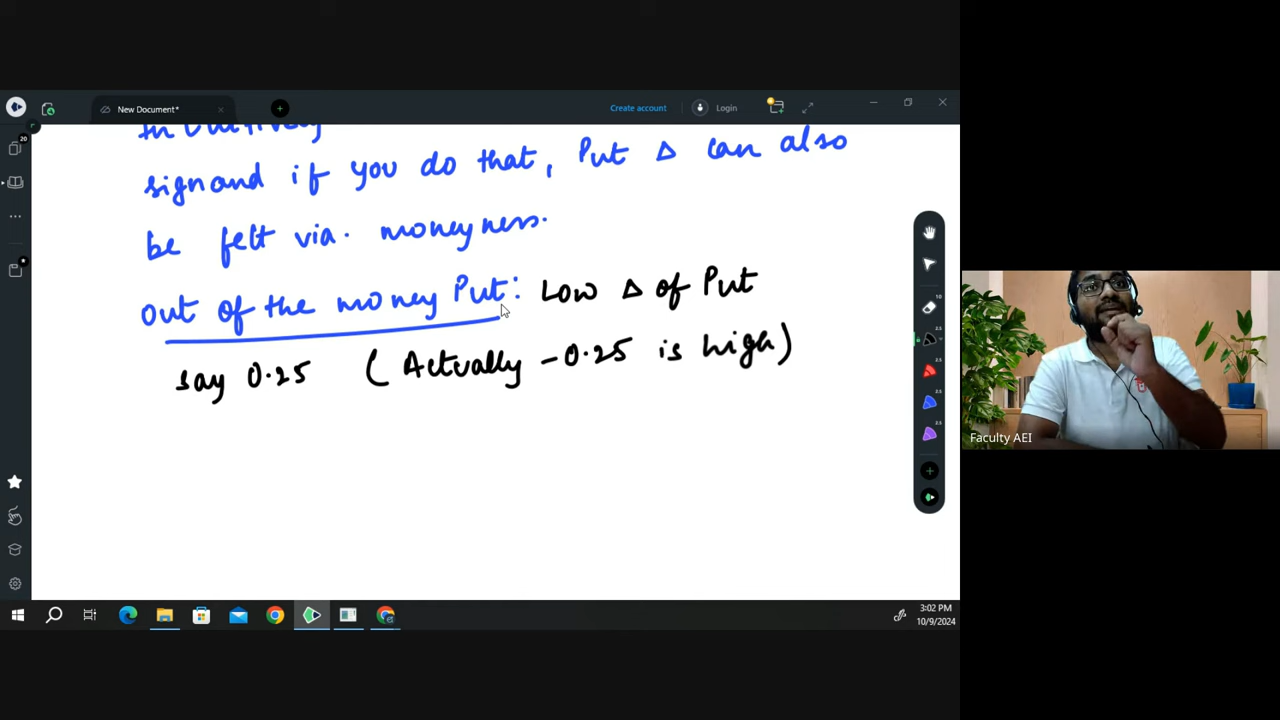 New Document*
Create account
Login
signand if you do that, Put Δ can also
be felt via. moneyness.
out of the money Put: Low Δ of Put
say 0.25 (Actually -0.25 is high)
Faculty AEI
3:02 PM
10/9/2024